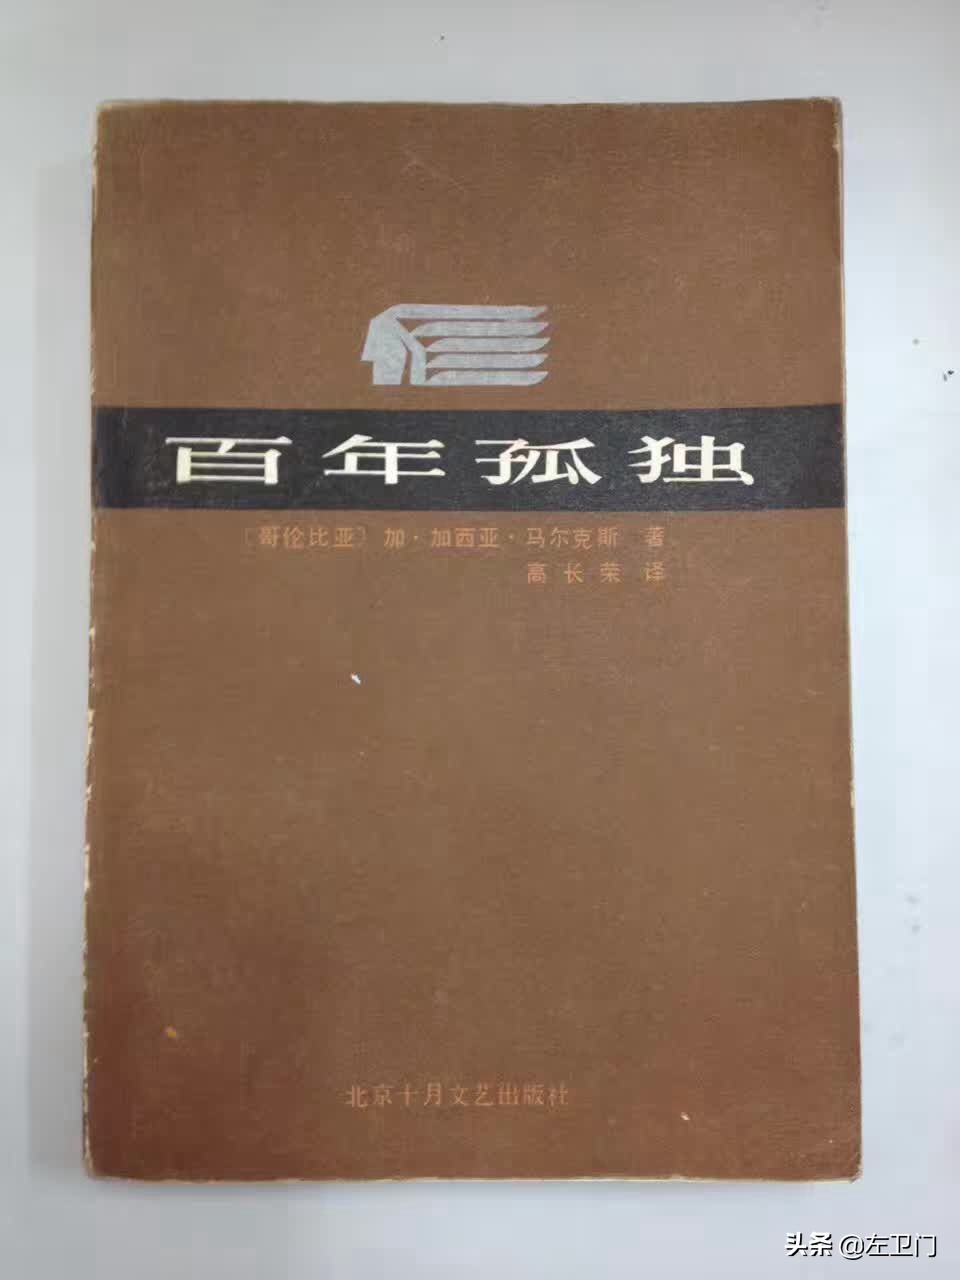 百年孤独
〔哥伦比亚〕加·加西亚·马尔克斯 著
高长荣 译
北京十月文艺出版社
头条 @左卫门